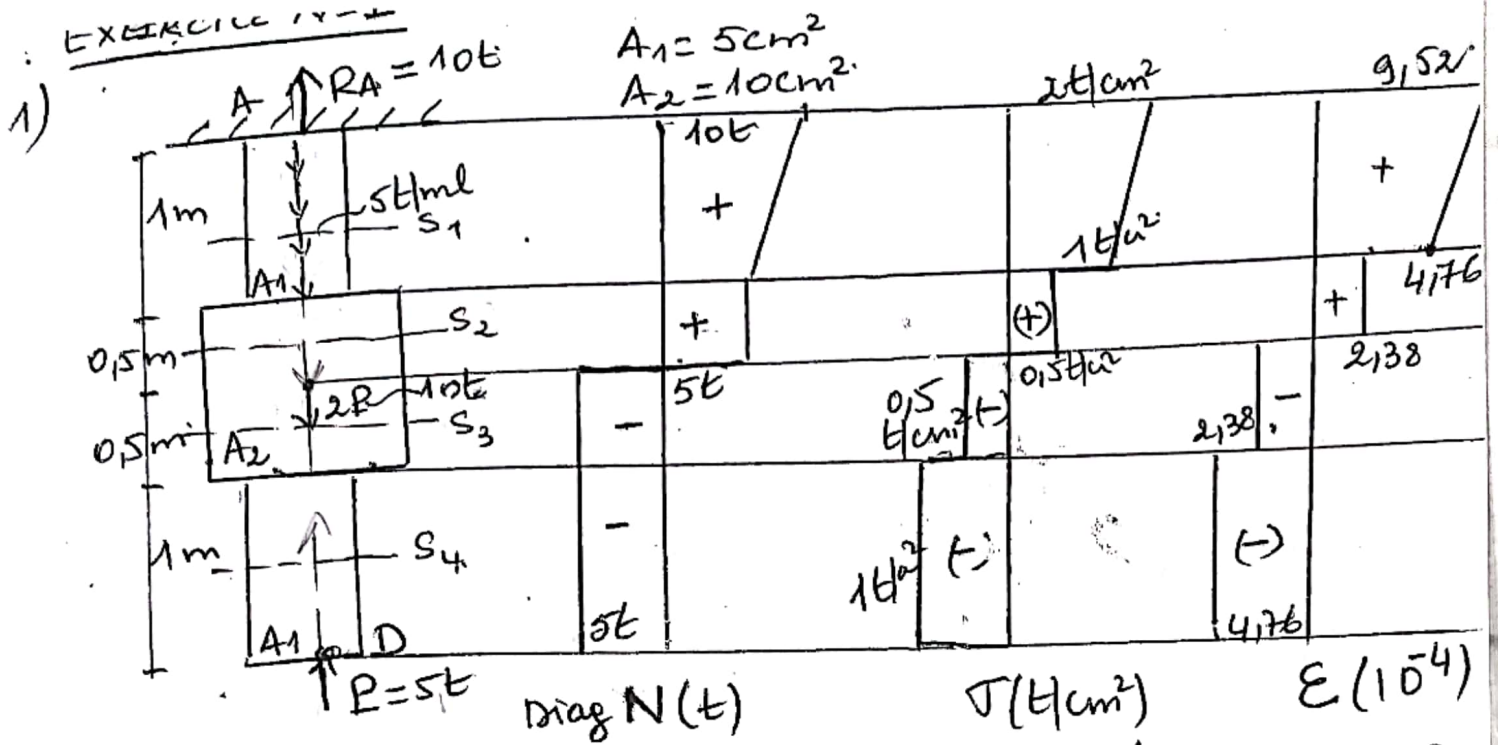 EXERCICE N-1
1)
A RA = 10t
A1 = 5cm²
A2 = 10cm²
10t
2t/cm²
9,52
1m
5t/ml
S1
+
+
1t/cm²
A1
4,76
S2
+
(+)
+
0,5m
5t
0,5t/cm²
2,38
2P 10t
0,5
t/cm²
(-)
-
-
2,38
0,5m
A2
S3
1m
S4
-
1t/cm²
(-)
(-)
A1 D
5t
4,76
P = 5t
Diag N(t)
σ(t/cm²)
ε(10⁻⁴)